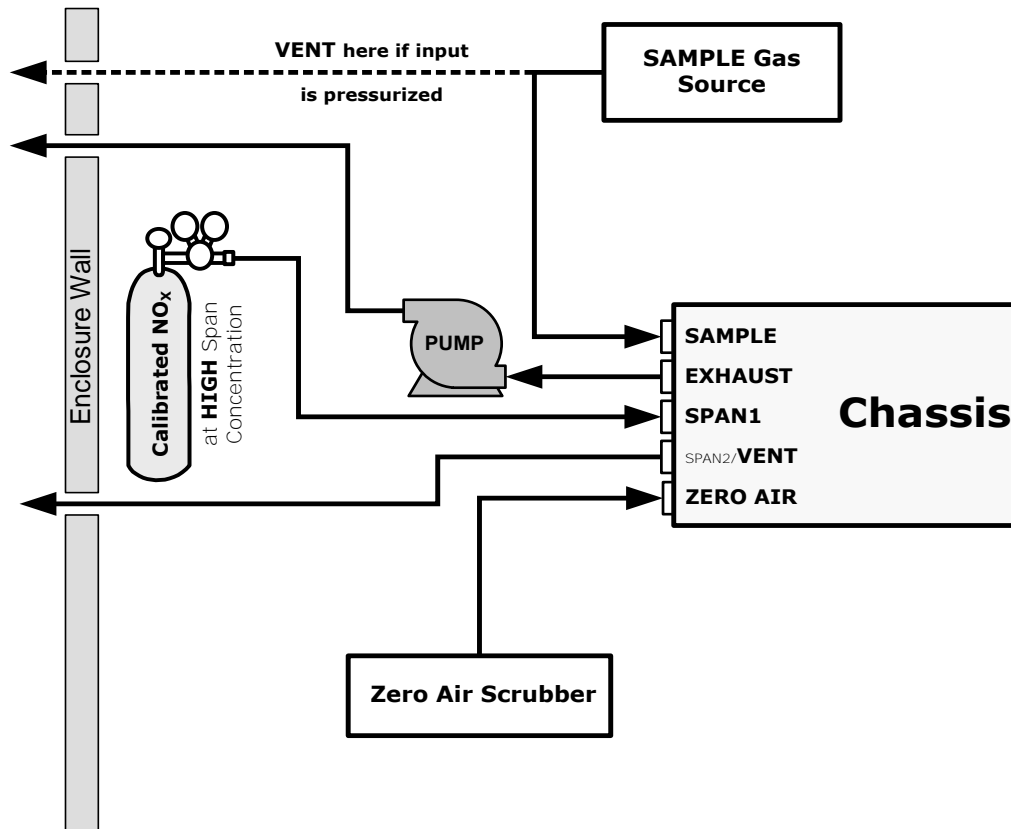 VENT here if input
is pressurized
SAMPLE Gas
Source
Enclosure Wall
Calibrated NOX
at HIGH Span
Concentration
PUMP
SAMPLE
EXHAUST
SPAN1
SPAN2/VENT
ZERO AIR
Chassis
Zero Air Scrubber